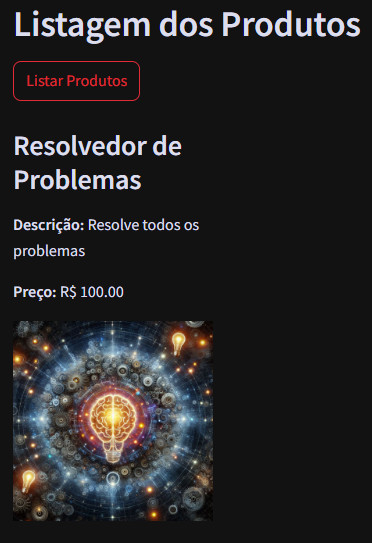 Listagem dos Produtos
Listar Produtos
Resolvedor de
Problemas
Descrição: Resolve todos os
problemas
Preço: R$ 100.00